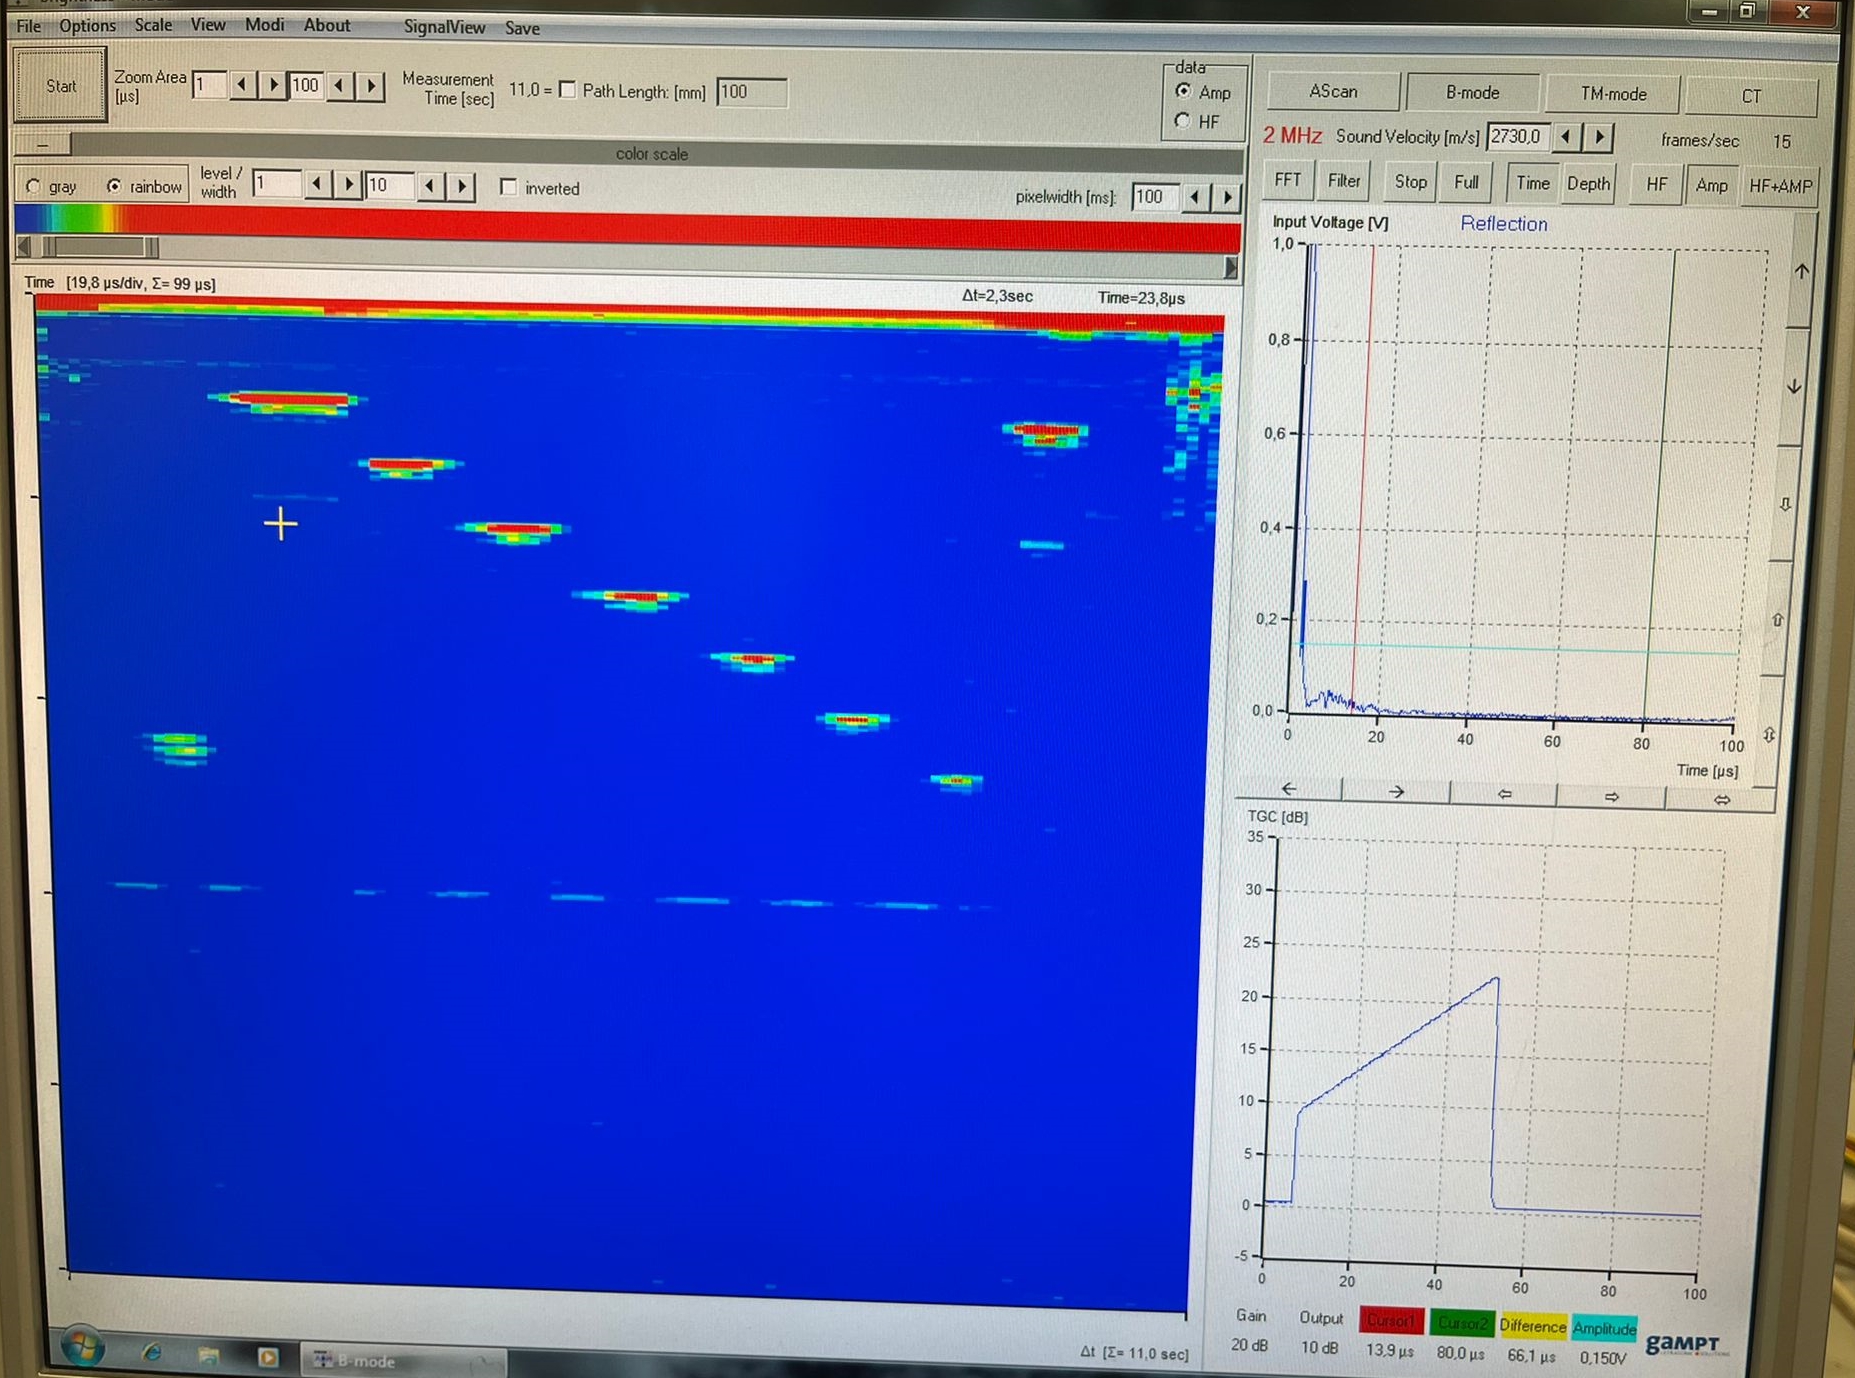 File Options Scale View Modi About SignalView Save
Start
Zoom Area [µs] 1 100
Measurement Time [sec] 11,0 = Path Length: [mm] 100
data
Amp
HF
color scale
gray rainbow
level / width 1 10
inverted
pixelwidth [ms]: 100
Time [19,8 µs/div, Σ= 99 µs]
Δt=2,3sec Time=23,8µs
Δt [Σ= 11,0 sec]
B-mode
AScan B-mode TM-mode CT
2 MHz Sound Velocity [m/s] 2730,0 frames/sec 15
FFT Filter Stop Full Time Depth HF Amp HF+AMP
Input Voltage [V] Reflection
1,0
0,8
0,6
0,4
0,2
0,0
0 20 40 60 80 100
Time [µs]
TGC [dB]
35
30
25
20
15
10
5
0
-5
0 20 40 60 80 100
Gain Output Cursor1 Cursor2 Difference Amplitude
20 dB 10 dB 13,9 µs 80,0 µs 66,1 µs 0,150V
GAMPT